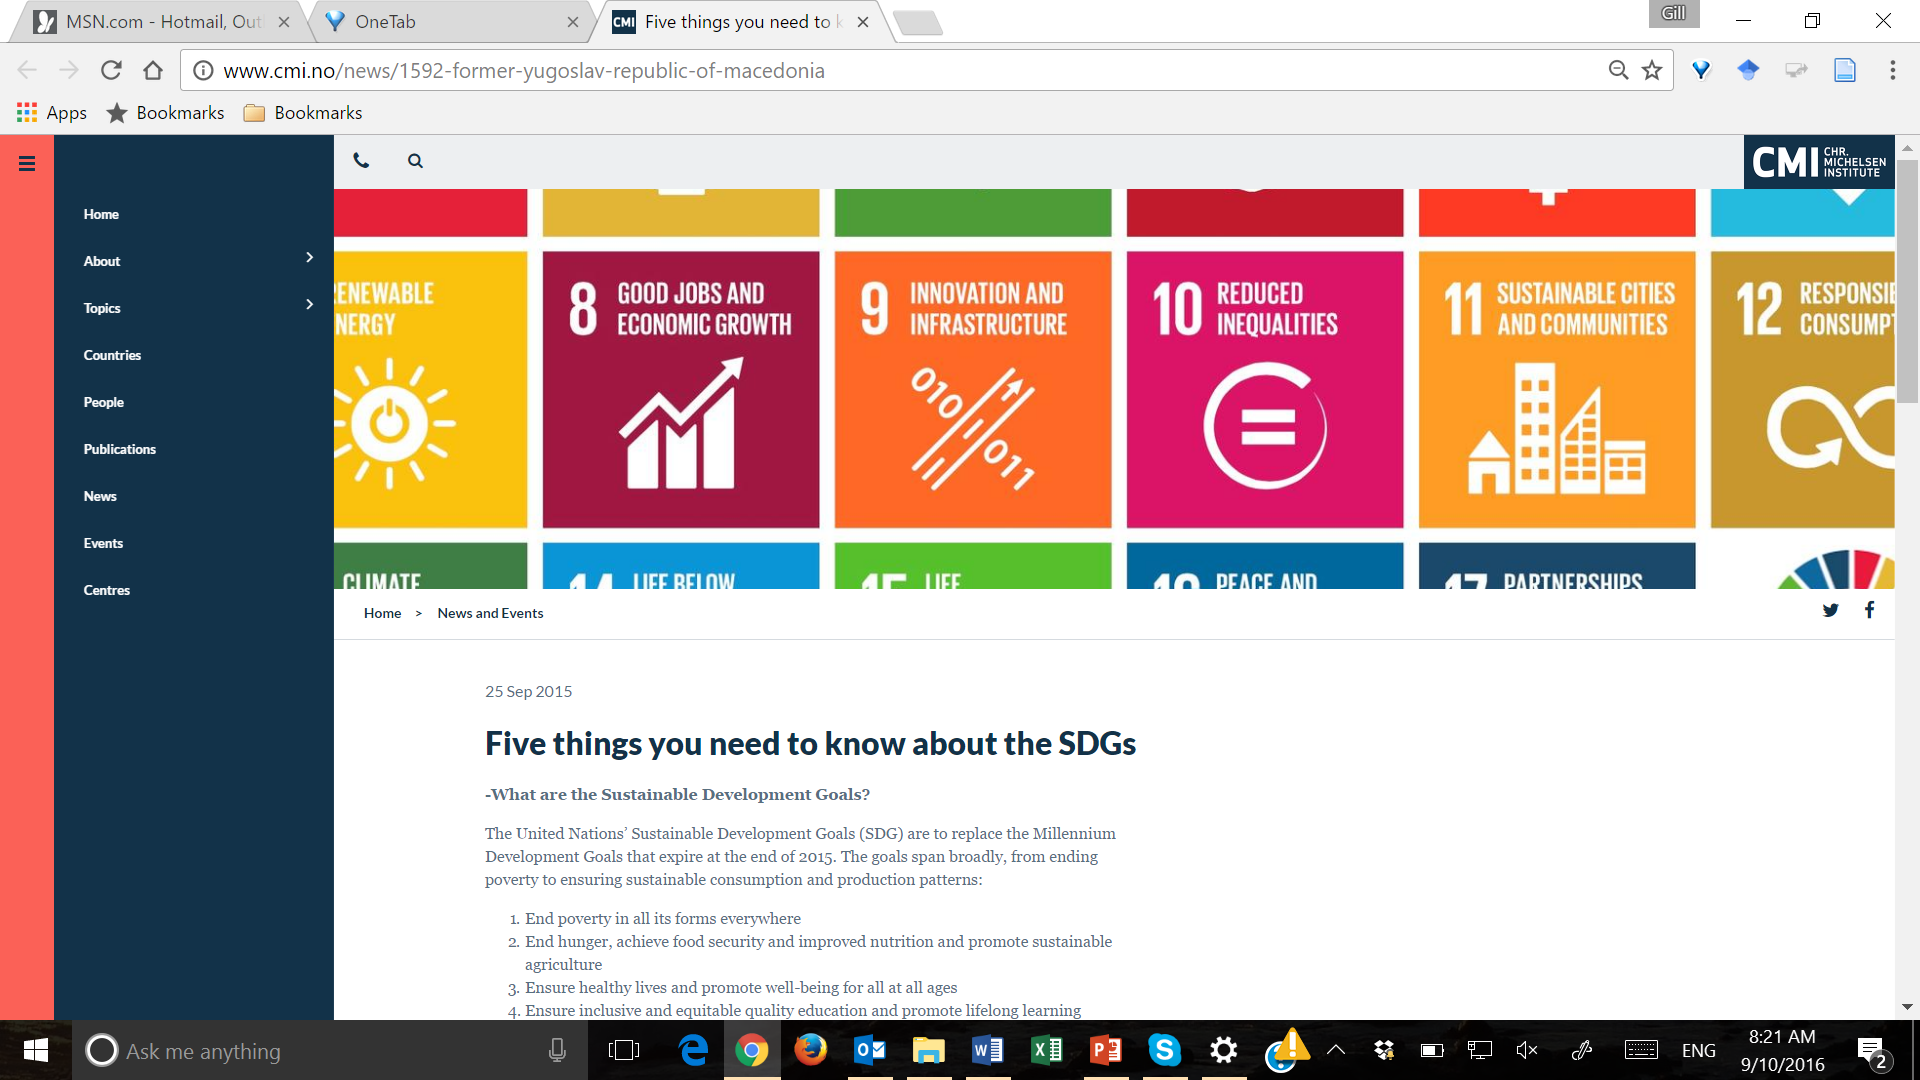 MSN.com - Hotmail, Out
OneTab
CMI Five things you need to k
Gill
www.cmi.no/news/1592-former-yugoslav-republic-of-macedonia
Apps Bookmarks Bookmarks
CMI CHR. MICHELSEN INSTITUTE
Home
About
Topics
Countries
People
Publications
News
Events
Centres
ENEWABLE
NERGY
8 GOOD JOBS AND
ECONOMIC GROWTH
9 INNOVATION AND
INFRASTRUCTURE
010
011
10 REDUCED
INEQUALITIES
11 SUSTAINABLE CITIES
AND COMMUNITIES
12 RESPONSI
CONSUMPT
CLIMATE
14 LIFE BELOW
15 LIFE
PEACE AND
17 PARTNERSHIPS
Home > News and Events
25 Sep 2015
Five things you need to know about the SDGs
-What are the Sustainable Development Goals?
The United Nations’ Sustainable Development Goals (SDG) are to replace the Millennium
Development Goals that expire at the end of 2015. The goals span broadly, from ending
poverty to ensuring sustainable consumption and production patterns:
1. End poverty in all its forms everywhere
2. End hunger, achieve food security and improved nutrition and promote sustainable
agriculture
3. Ensure healthy lives and promote well-being for all at all ages
4. Ensure inclusive and equitable quality education and promote lifelong learning
Ask me anything
ENG
8:21 AM
9/10/2016
2